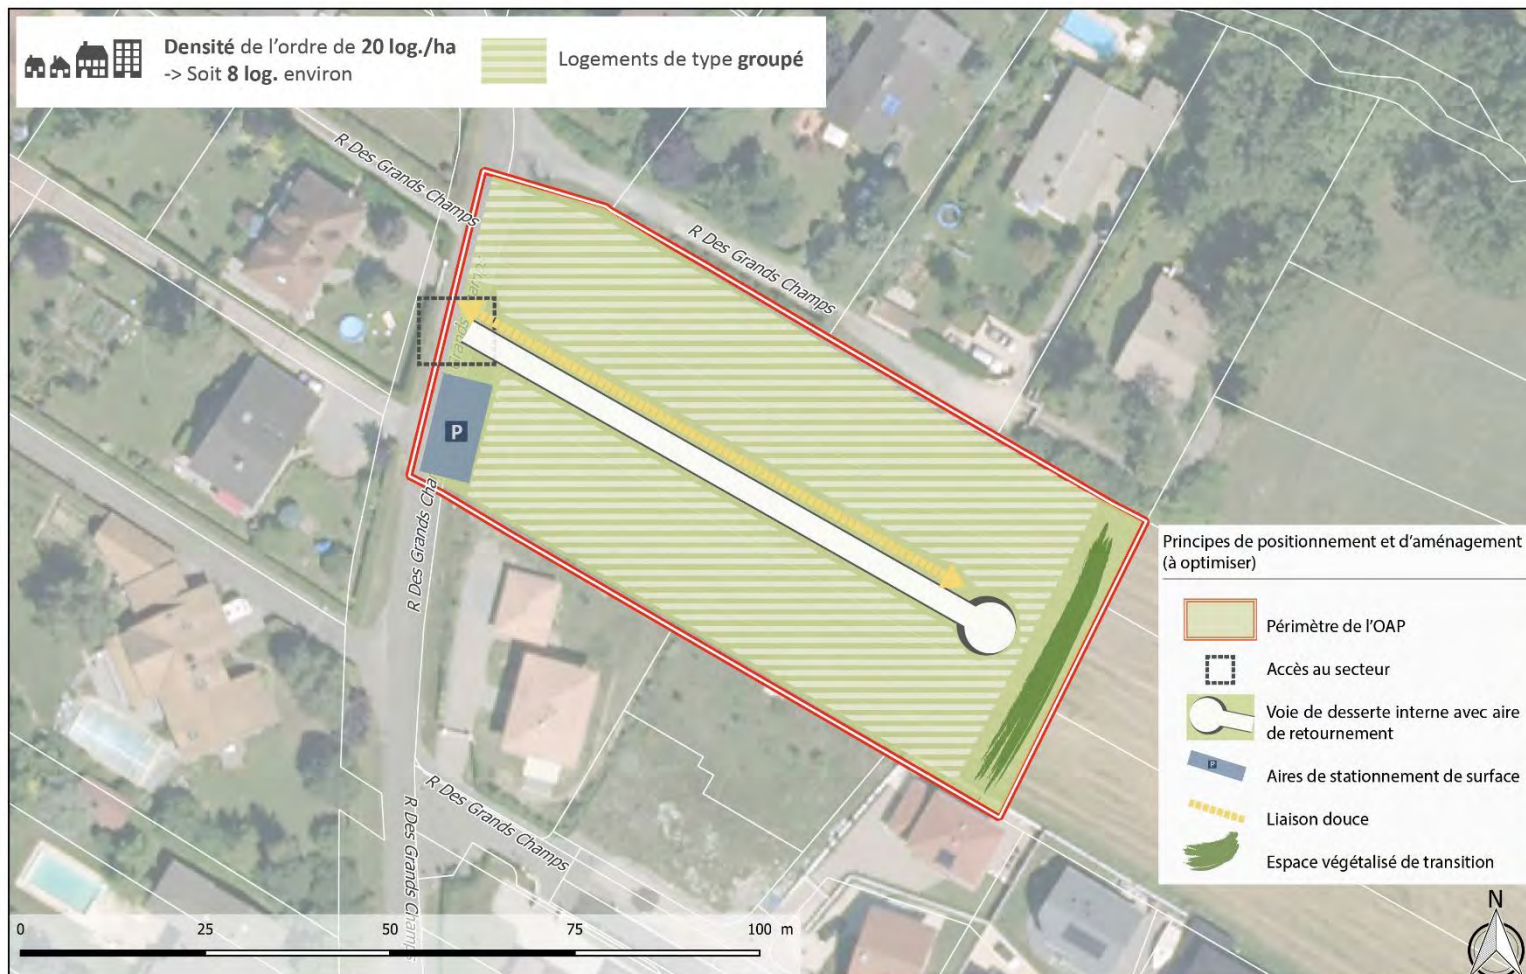 Densité de l’ordre de 20 log./ha
-> Soit 8 log. environ
Logements de type groupé
R Des Grands Champs
R Des Grands Champs
Grands
P
R Des Grands Cha
R Des Grands Champs
R Des Grands Champs
Principes de positionnement et d’aménagement
(à optimiser)
Périmètre de l’OAP
Accès au secteur
Voie de desserte interne avec aire
de retournement
P
Aires de stationnement de surface
Liaison douce
Espace végétalisé de transition
0 25 50 75 100 m
N